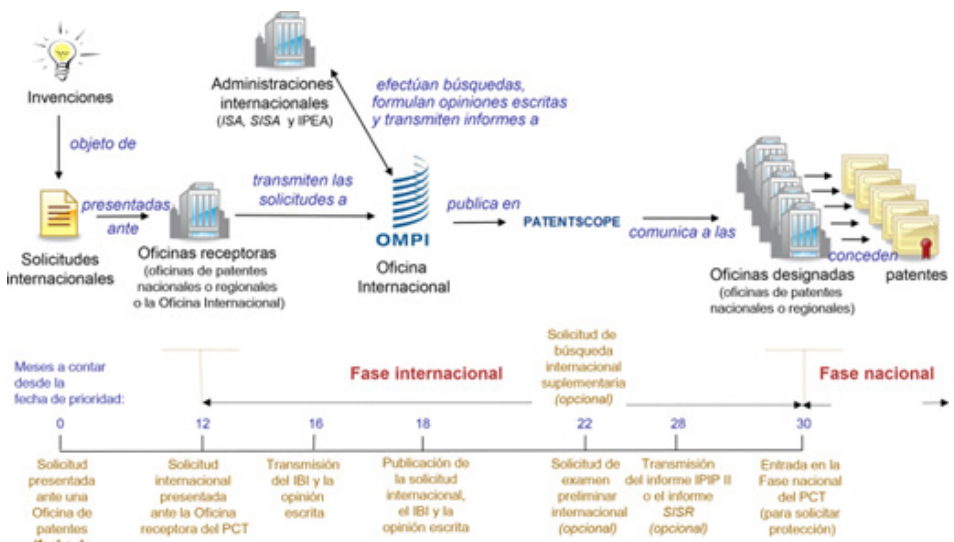 Invenciones
objeto de
Solicitudes
internacionales
presentadas
ante
Oficinas receptoras
(oficinas de patentes
nacionales o regionales
o la Oficina Internacional)
transmiten las
solicitudes a
Administraciones
internacionales
(ISA, SISA y IPEA)
efectúan búsquedas,
formulan opiniones escritas
y transmiten informes a
OMPI
Oficina
Internacional
publica en
PATENTSCOPE
comunica a las
Oficinas designadas
(oficinas de patentes
nacionales o regionales)
conceden
patentes
Meses a contar
desde la
fecha de prioridad:
Fase internacional
Solicitud de
búsqueda
internacional
suplementaria
(opcional)
Fase nacional
0
12
16
18
22
28
30
Solicitud
presentada
ante una
Oficina de
patentes
Solicitud
internacional
presentada
ante la Oficina
receptora del PCT
Transmisión
del IBI y la
opinión
escrita
Publicación de
la solicitud
internacional,
el IBI y la
opinión escrita
Solicitud de
examen
preliminar
internacional
(opcional)
Transmisión
del informe IPIP II
o el informe
SISR
(opcional)
Entrada en la
Fase nacional
del PCT
(para solicitar
protección)